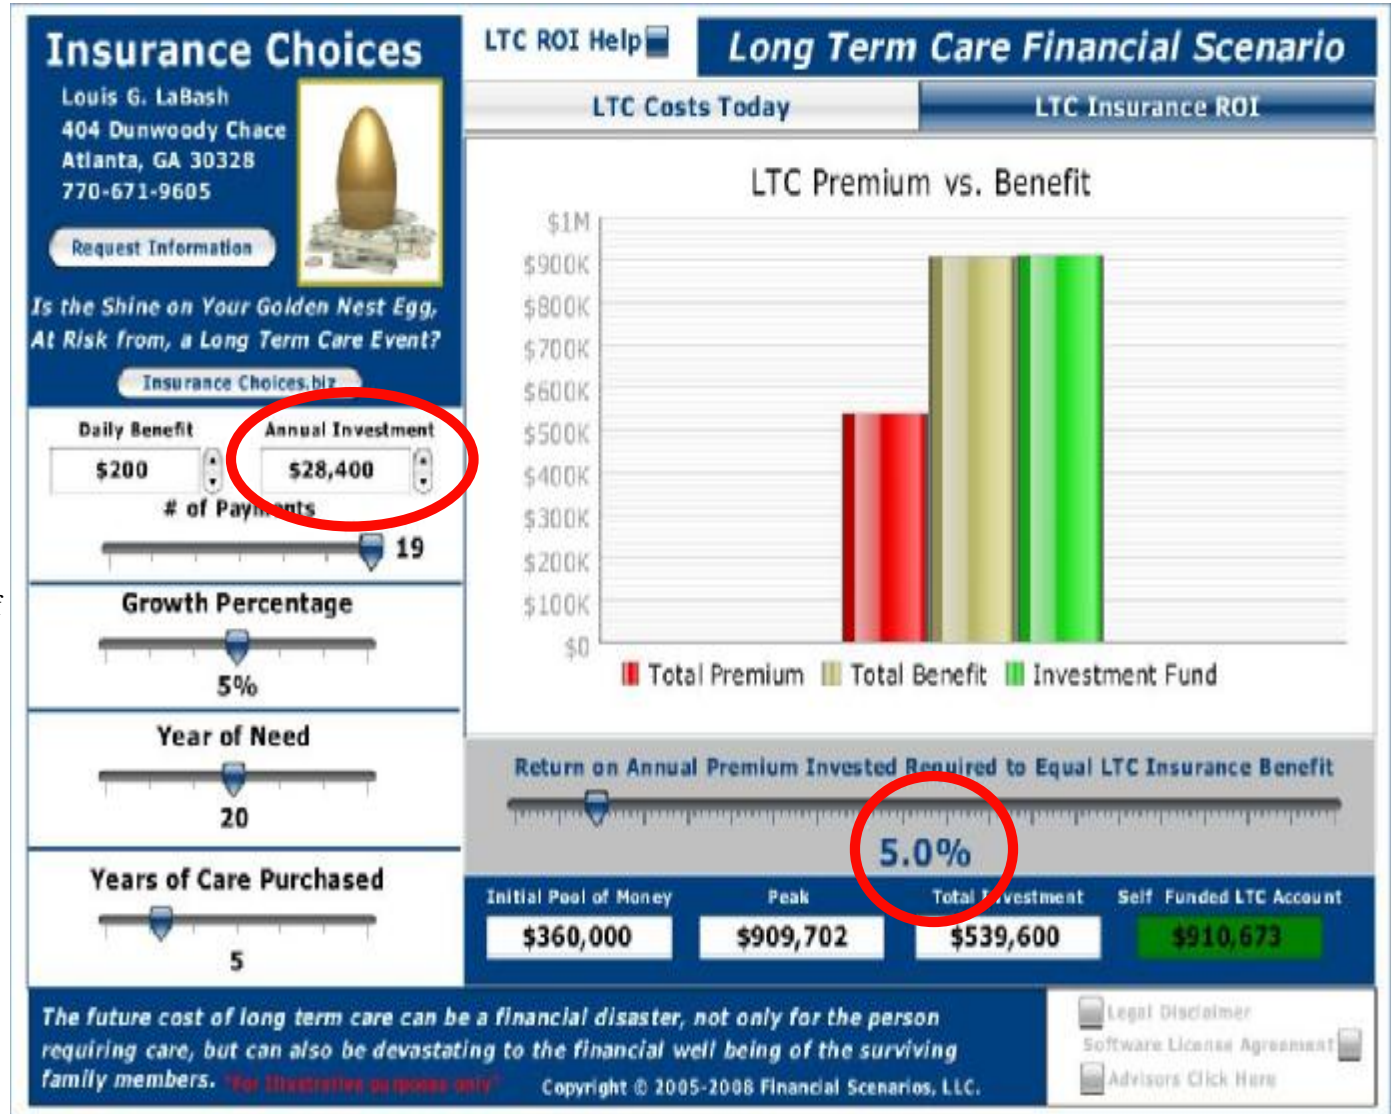 Insurance Choices
Louis G. LaBash
404 Dunwoody Chace
Atlanta, GA 30328
770-671-9605
Request Information
Is the Shine on Your Golden Nest Egg,
At Risk from, a Long Term Care Event?
Insurance Choices.biz
Daily Benefit Annual Investment
$200 $28,400
# of Payments
19
Growth Percentage
5%
Year of Need
20
Years of Care Purchased
5
LTC ROI Help
Long Term Care Financial Scenario
LTC Costs Today LTC Insurance ROI
LTC Premium vs. Benefit
$1M
$900K
$800K
$700K
$600K
$500K
$400K
$300K
$200K
$100K
$0
Total Premium Total Benefit Investment Fund
Return on Annual Premium Invested Required to Equal LTC Insurance Benefit
5.0%
Initial Pool of Money Peak Total Investment Self Funded LTC Account
$360,000 $909,702 $539,600 $910,673
The future cost of long term care can be a financial disaster, not only for the person
requiring care, but can also be devastating to the financial well being of the surviving
family members. "For Illustrative purposes only" Copyright © 2005-2008 Financial Scenarios, LLC.
Legal Disclaimer
Software License Agreement
Advisors Click Here